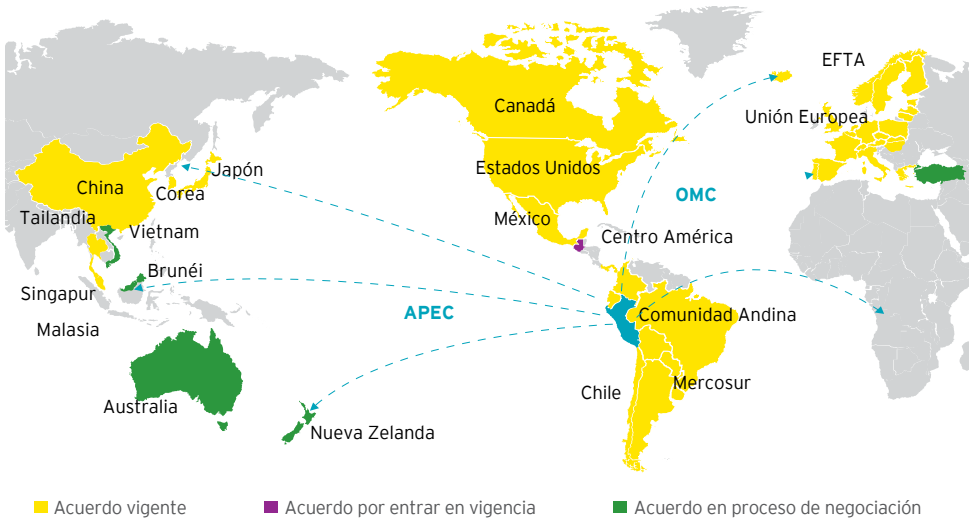 EFTA
Canadá
Unión Europea
Japón
Estados Unidos
China
Corea
OMC
Tailandia
México
Vietnam
Centro América
Brunéi
Singapur
APEC
Comunidad Andina
Malasia
Mercosur
Chile
Australia
Nueva Zelanda
Acuerdo vigente
Acuerdo por entrar en vigencia
Acuerdo en proceso de negociación